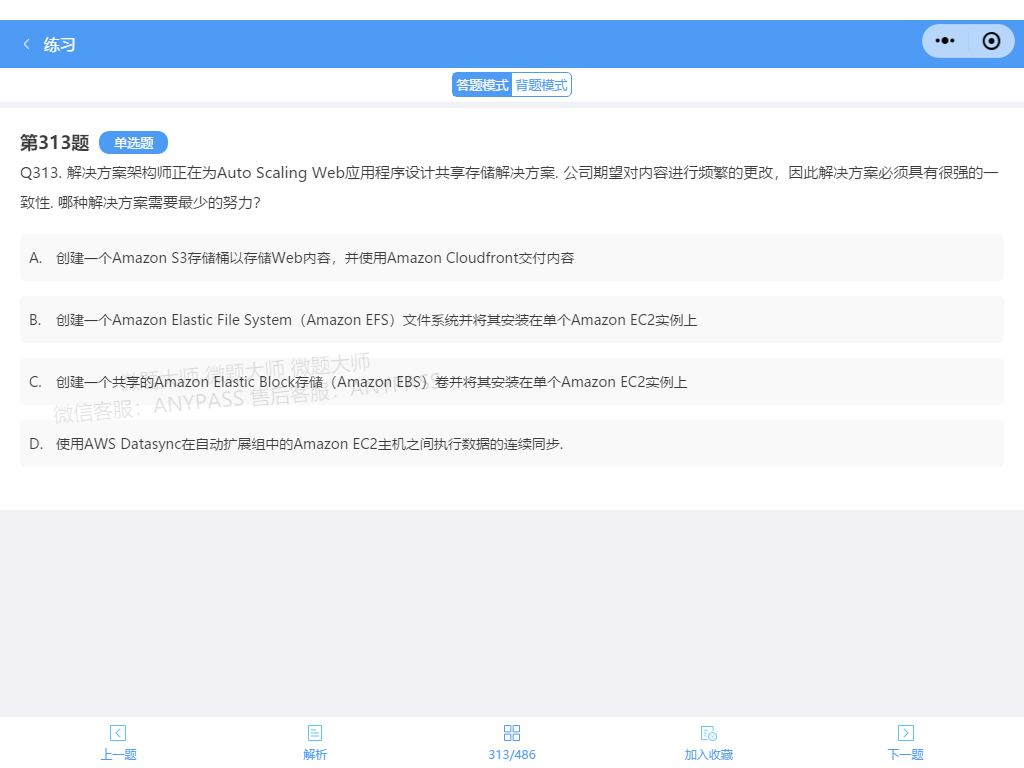 练习
答题模式 背题模式
第313题 单选题
Q313. 解决方案架构师正在为Auto Scaling Web应用程序设计共享存储解决方案. 公司期望对内容进行频繁的更改，因此解决方案必须具有很强的一
致性. 哪种解决方案需要最少的努力？
A. 创建一个Amazon S3存储桶以存储Web内容，并使用Amazon Cloudfront交付内容
B. 创建一个Amazon Elastic File System（Amazon EFS）文件系统并将其安装在单个Amazon EC2实例上
微题大师 微题大师 微题大师
C. 创建一个共享的Amazon Elastic Block存储（Amazon EBS）卷并将其安装在单个Amazon EC2实例上
微信客服：ANYPASS 售后客服：ANYPASS
D. 使用AWS Datasync在自动扩展组中的Amazon EC2主机之间执行数据的连续同步.
上一题 解析 313/486 加入收藏 下一题